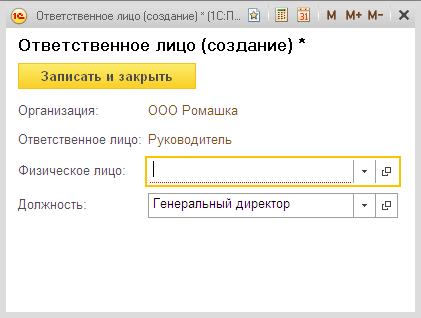 Ответственное лицо (создание) * (1С:П... M M+ M-
Ответственное лицо (создание) *
Записать и закрыть
Организация: ООО Ромашка
Ответственное лицо: Руководитель
Физическое лицо:
Должность: Генеральный директор